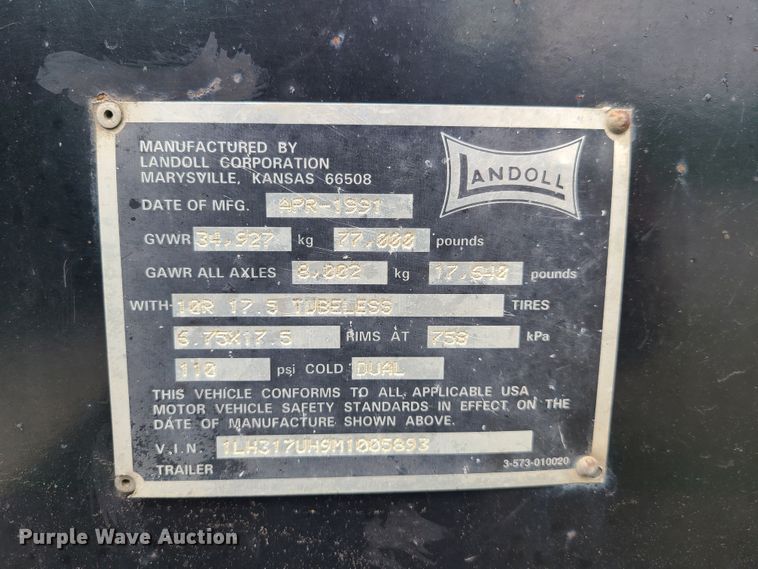 MANUFACTURED BY
LANDOLL CORPORATION
MARYSVILLE, KANSAS 66508
LANDOLL
DATE OF MFG. APR-1991
GVWR 34,927 kg 77,000 pounds
GAWR ALL AXLES 8,002 kg 17,640 pounds
WITH 10R 17.5 TUBELESS TIRES
6.75X17.5 RIMS AT 758 kPa
110 psi COLD DUAL
THIS VEHICLE CONFORMS TO ALL APPLICABLE USA
MOTOR VEHICLE SAFETY STANDARDS IN EFFECT ON THE
DATE OF MANUFACTURE SHOWN ABOVE.
V.I.N. 1LH317UH9M1005893
TRAILER 3-573-010020
Purple Wave Auction